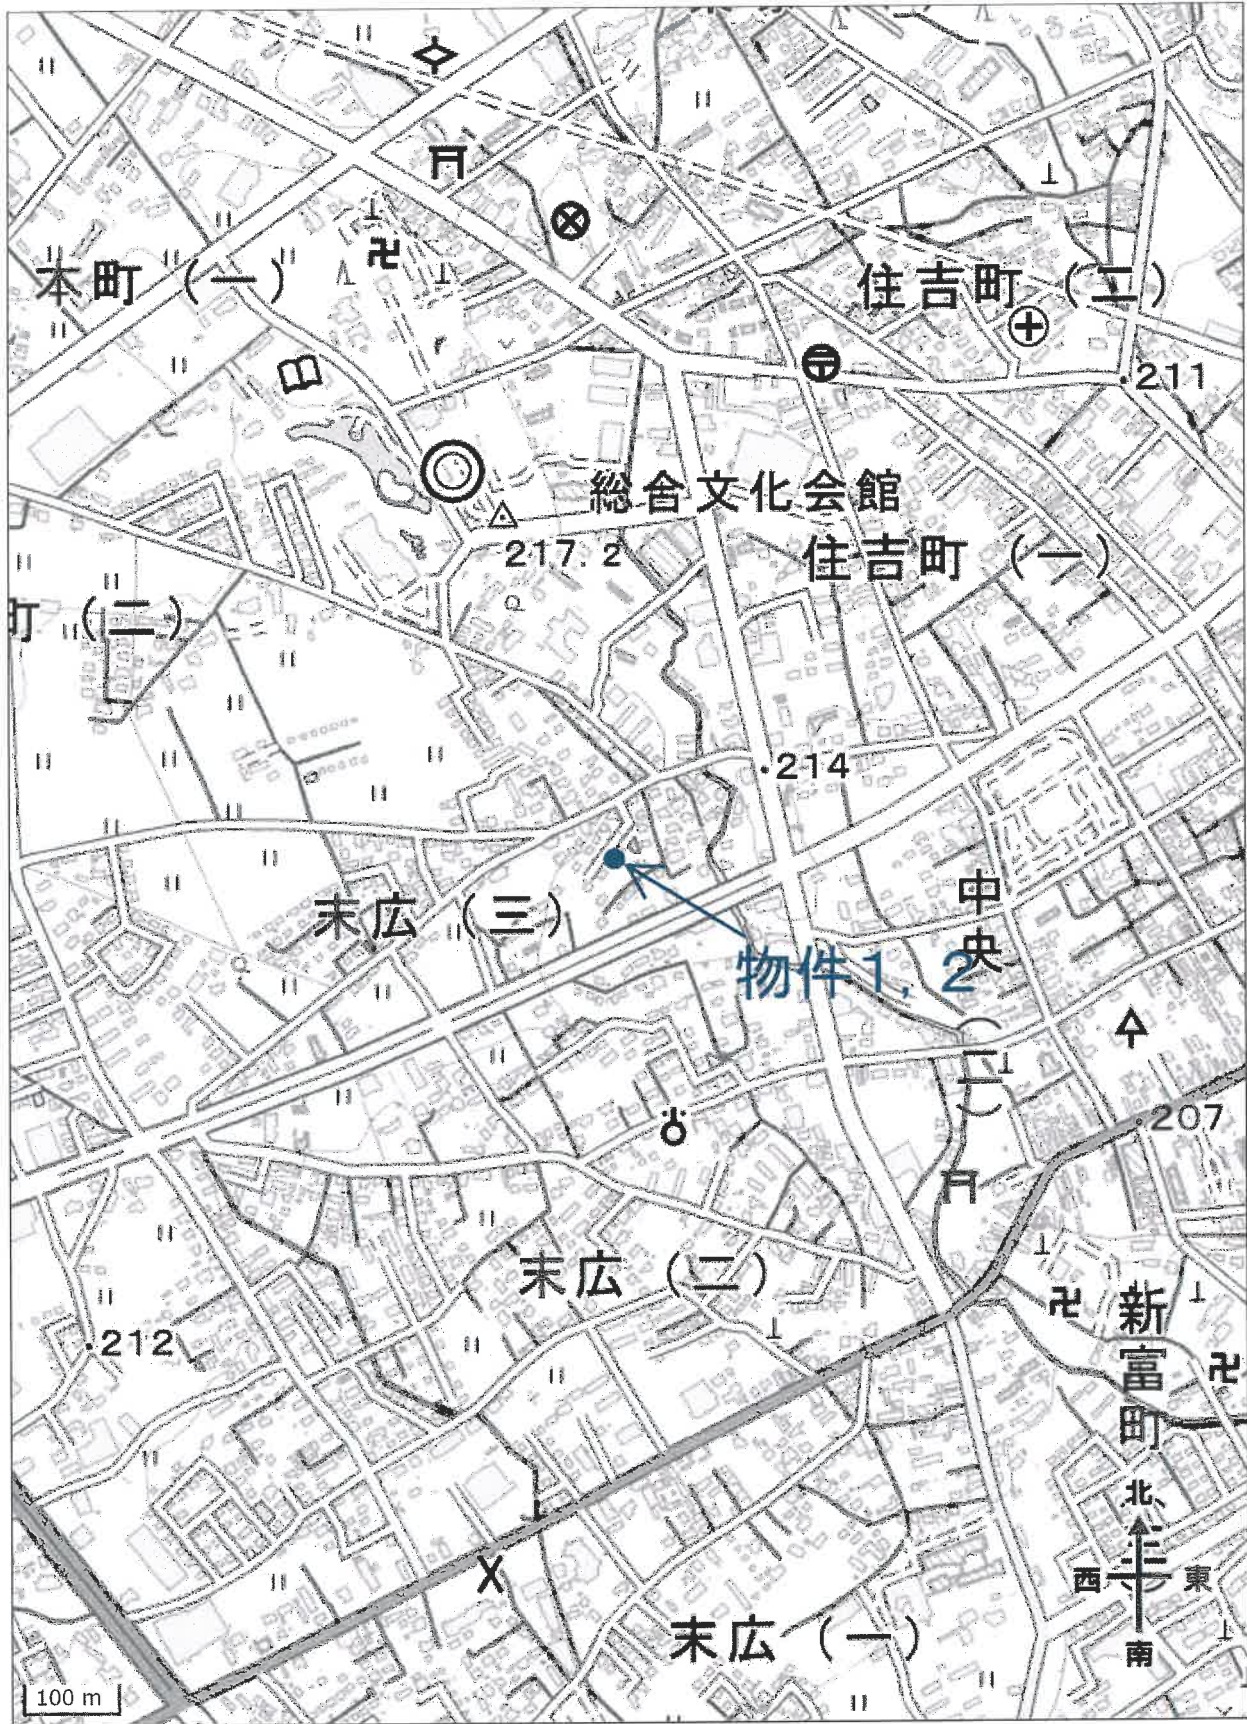 本町（一）
住吉町（二）
211
総合文化会館
217.2
住吉町（一）
町（二）
214
末広（三）
中央（二）
物件1，2
207
末広（二）
212
新富町
北
西 東
南
末広（一）
100 m